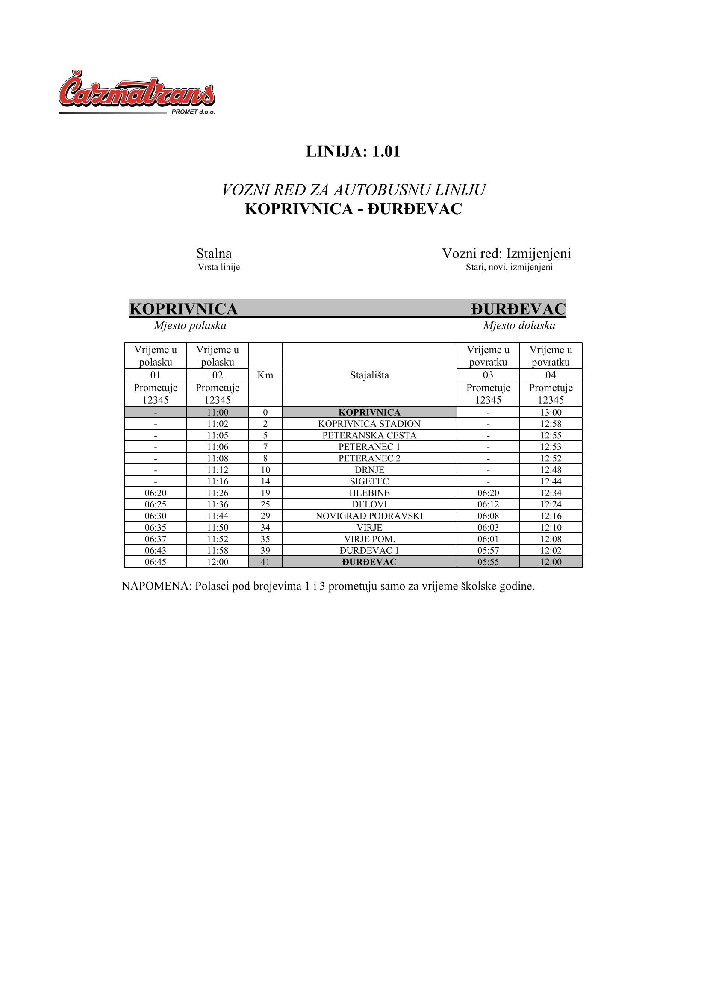 Čazmatrans
PROMET d.o.o.
LINIJA: 1.01
VOZNI RED ZA AUTOBUSNU LINIJU
KOPRIVNICA - ĐURĐEVAC
Stalna Vozni red: Izmijenjeni
Vrsta linije Stari, novi, izmijenjeni
KOPRIVNICA ĐURĐEVAC
Mjesto polaska Mjesto dolaska
Vrijeme u Vrijeme u Vrijeme u Vrijeme u
polasku polasku povratku povratku
01 02 Km Stajališta 03 04
Prometuje Prometuje Prometuje Prometuje
12345 12345 12345 12345
- 11:00 0 KOPRIVNICA - 13:00
- 11:02 2 KOPRIVNICA STADION - 12:58
- 11:05 5 PETERANSKA CESTA - 12:55
- 11:06 7 PETERANEC 1 - 12:53
- 11:08 8 PETERANEC 2 - 12:52
- 11:12 10 DRNJE - 12:48
- 11:16 14 SIGETEC - 12:44
06:20 11:26 19 HLEBINE 06:20 12:34
06:25 11:36 25 DELOVI 06:12 12:24
06:30 11:44 29 NOVIGRAD PODRAVSKI 06:08 12:16
06:35 11:50 34 VIRJE 06:03 12:10
06:37 11:52 35 VIRJE POM. 06:01 12:08
06:43 11:58 39 ĐURĐEVAC 1 05:57 12:02
06:45 12:00 41 ĐURĐEVAC 05:55 12:00
NAPOMENA: Polasci pod brojevima 1 i 3 prometuju samo za vrijeme školske godine.